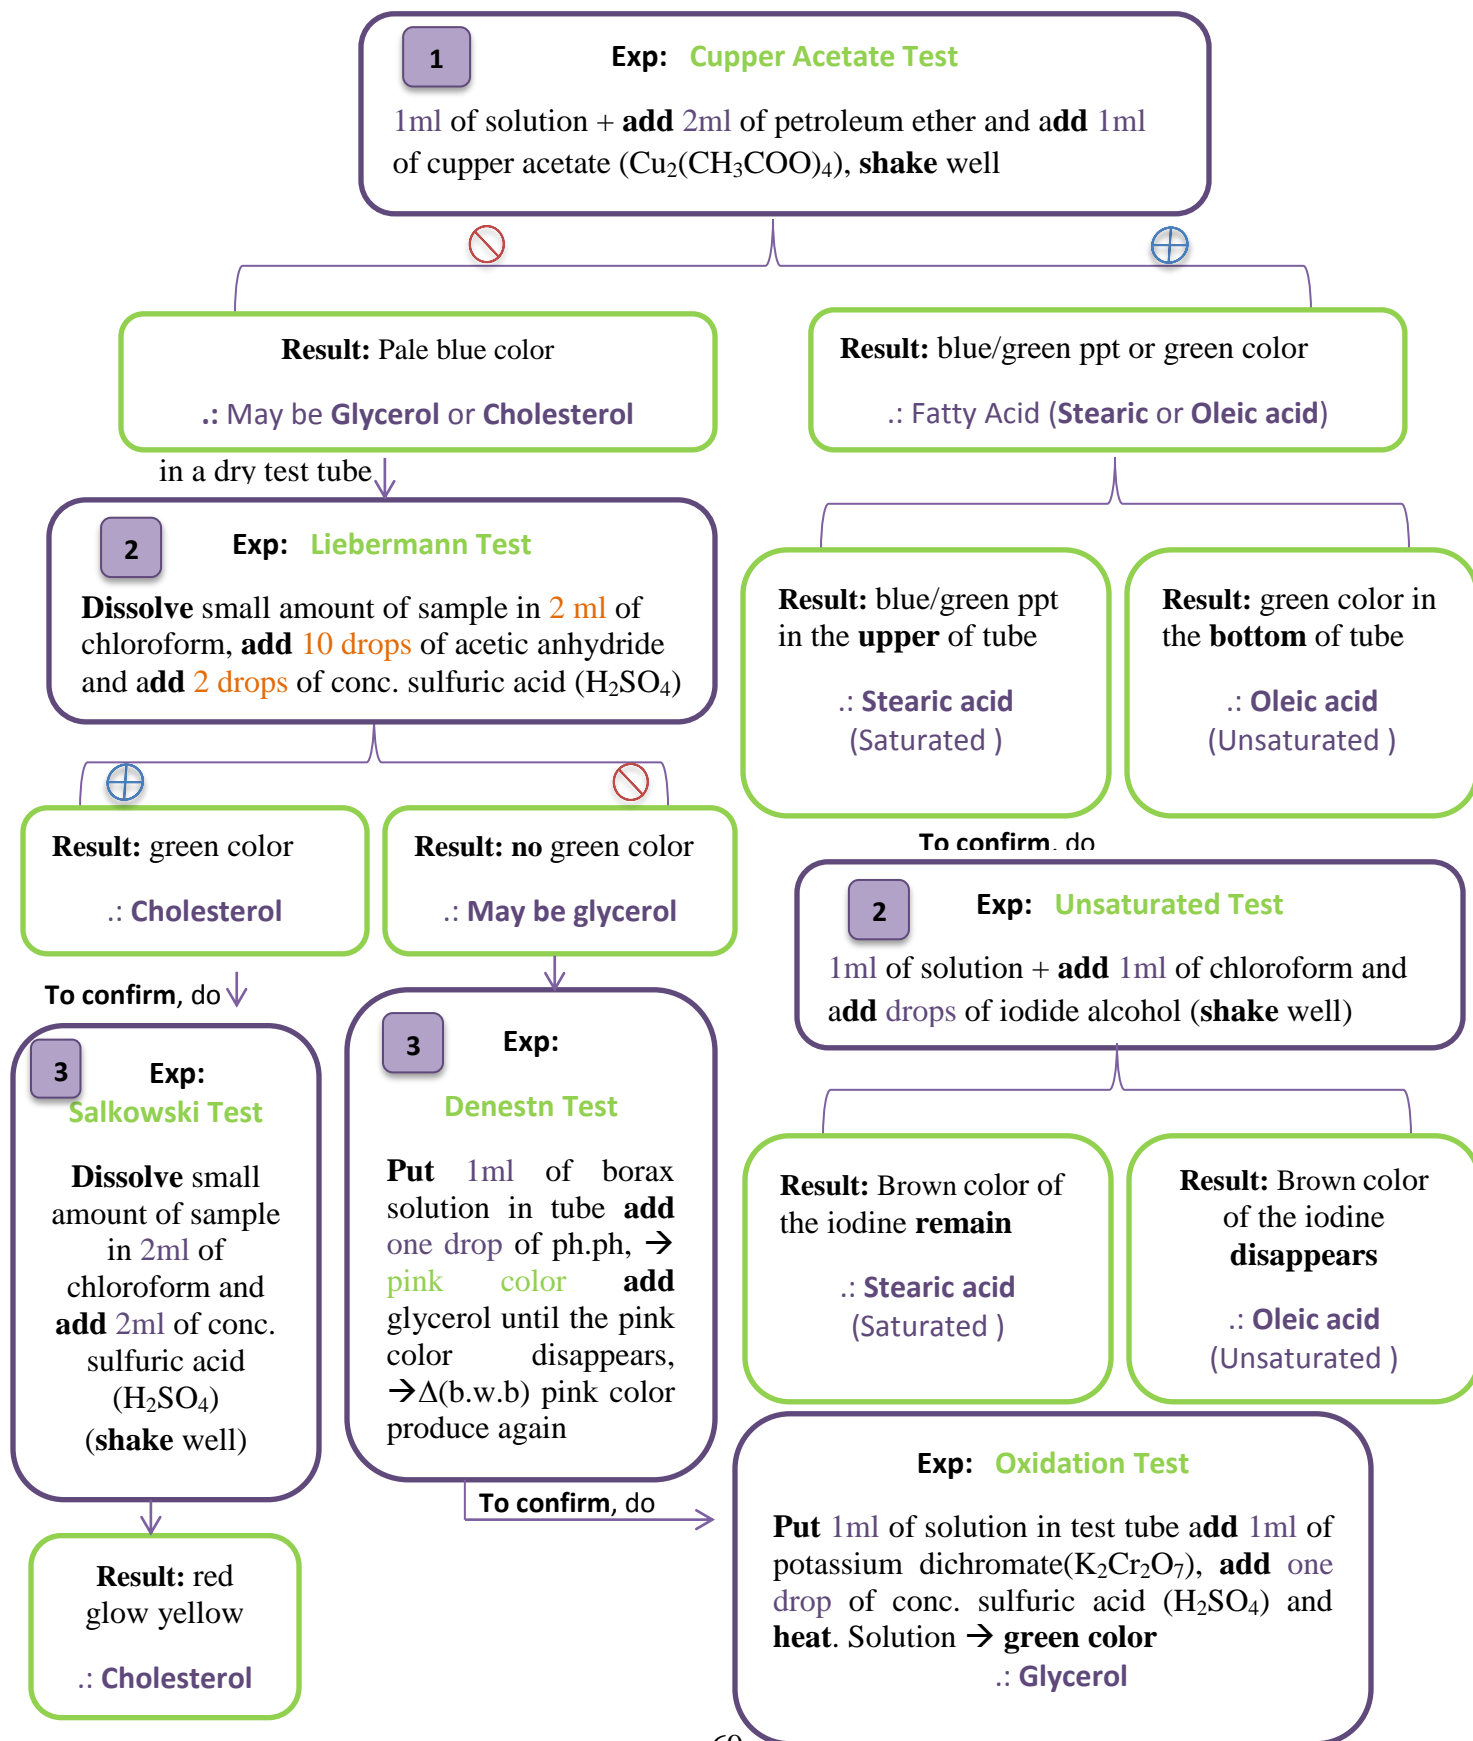 1
Exp: Cupper Acetate Test
1ml of solution + add 2ml of petroleum ether and add 1ml
of cupper acetate (Cu₂(CH₃COO)₄), shake well
Result: Pale blue color
.: May be Glycerol or Cholesterol
Result: blue/green ppt or green color
.: Fatty Acid (Stearic or Oleic acid)
in a dry test tube
2
Exp: Liebermann Test
Dissolve small amount of sample in 2 ml of
chloroform, add 10 drops of acetic anhydride
and add 2 drops of conc. sulfuric acid (H₂SO₄)
Result: blue/green ppt
in the upper of tube
.: Stearic acid
(Saturated )
Result: green color in
the bottom of tube
.: Oleic acid
(Unsaturated )
Result: green color
.: Cholesterol
Result: no green color
.: May be glycerol
To confirm, do
2
Exp: Unsaturated Test
1ml of solution + add 1ml of chloroform and
add drops of iodide alcohol (shake well)
To confirm, do
3
Exp:
Salkowski Test
Dissolve small
amount of sample
in 2ml of
chloroform and
add 2ml of conc.
sulfuric acid
(H₂SO₄)
(shake well)
3
Exp:
Denestn Test
Put 1ml of borax
solution in tube add
one drop of ph.ph, →
pink color add
glycerol until the pink
color disappears,
→Δ(b.w.b) pink color
produce again
Result: Brown color of
the iodine remain
.: Stearic acid
(Saturated )
Result: Brown color
of the iodine
disappears
.: Oleic acid
(Unsaturated )
To confirm, do
Exp: Oxidation Test
Put 1ml of solution in test tube add 1ml of
potassium dichromate(K₂Cr₂O₇), add one
drop of conc. sulfuric acid (H₂SO₄) and
heat. Solution → green color
.: Glycerol
Result: red
glow yellow
.: Cholesterol